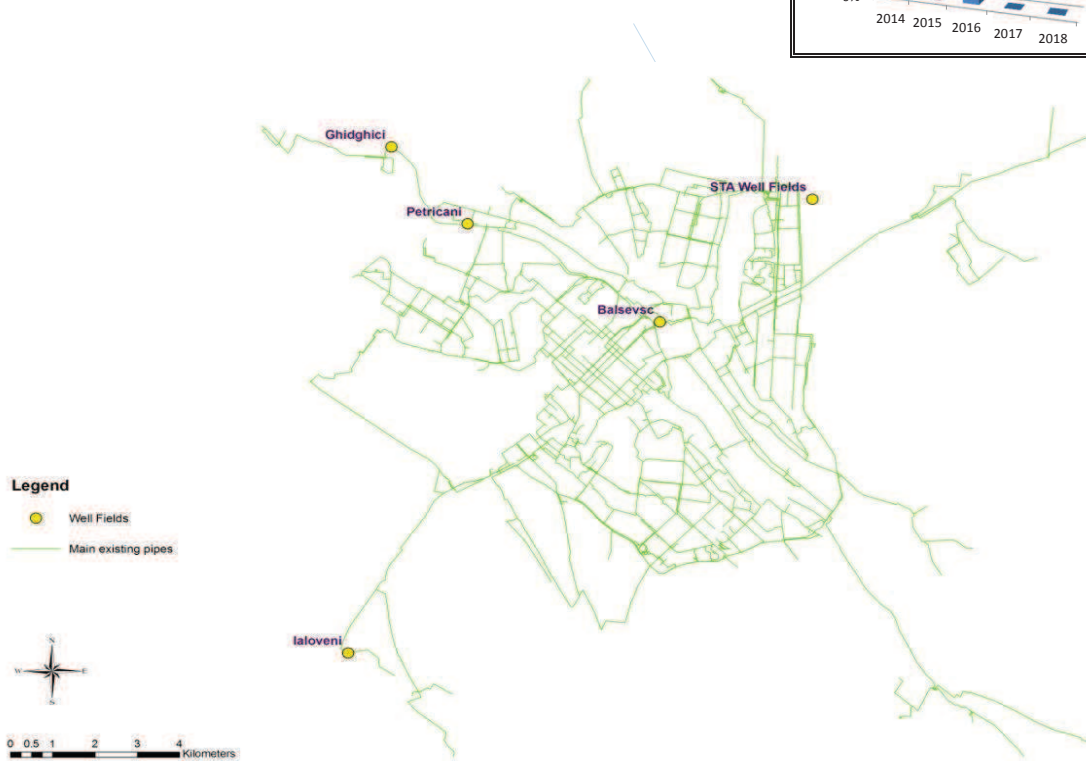 2014 2015 2016 2017 2018
Ghidghici
STA Well Fields
Petricani
Balsevsc
Legend
Well Fields
Main existing pipes
Ialoveni
N
W E
S
0 0.5 1 2 3 4
Kilometers